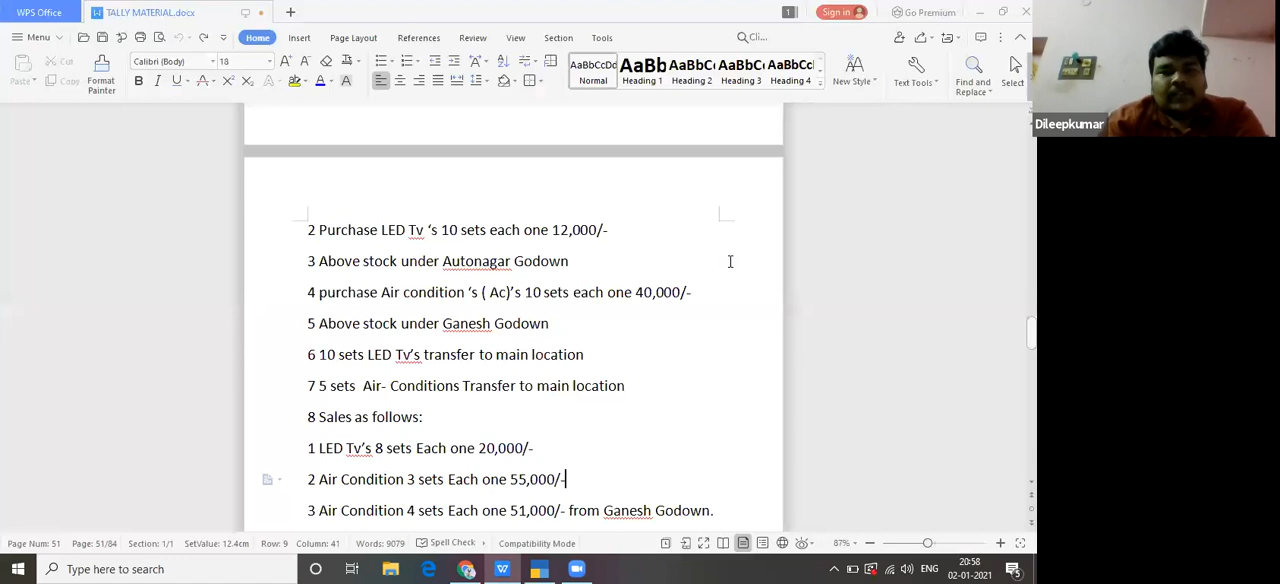 WPS Office
TALLY MATERIAL.docx
1
Sign in
Go Premium
Menu
Home
Insert
Page Layout
References
Review
View
Section
Tools
Cli...
Paste
Cut
Copy
Format Painter
Calibri (Body)
18
AaBbCcDd
Normal
AaBb
Heading 1
AaBbC
Heading 2
AaBbC
Heading 3
AaBbCcl
Heading 4
New Style
Text Tools
Find and Replace
Select
Dileepkumar
2 Purchase LED Tv ‘s 10 sets each one 12,000/-
3 Above stock under Autonagar Godown
4 purchase Air condition ‘s ( Ac)’s 10 sets each one 40,000/-
5 Above stock under Ganesh Godown
6 10 sets LED Tv’s transfer to main location
7 5 sets  Air- Conditions Transfer to main location
8 Sales as follows:
1 LED Tv’s 8 sets Each one 20,000/-
2 Air Condition 3 sets Each one 55,000/-
3 Air Condition 4 sets Each one 51,000/- from Ganesh Godown.
Page Num: 51
Page: 51/84
Section: 1/1
SetValue: 12.4cm
Row: 9
Column: 41
Words: 9079
Spell Check
Compatibility Mode
87%
Type here to search
ENG
20:58
02-01-2021
5